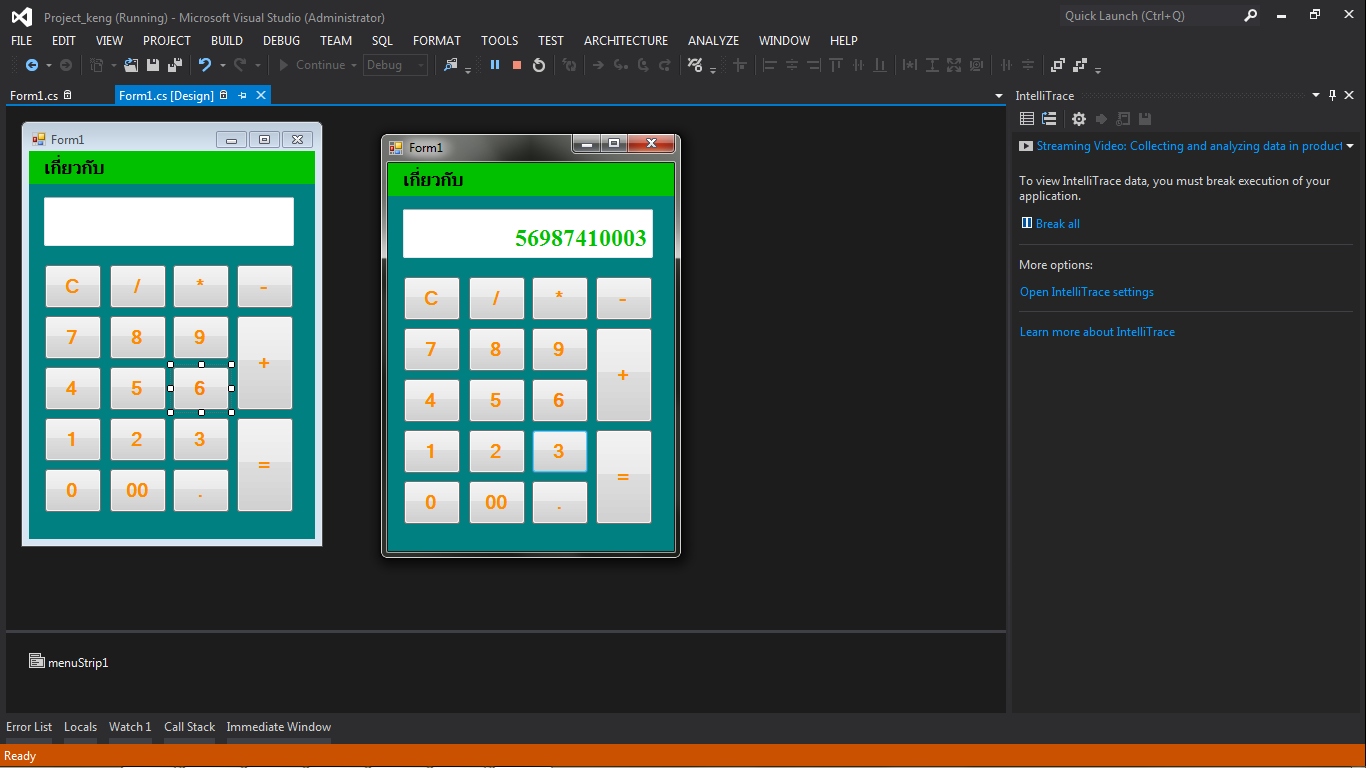 Project_keng (Running) - Microsoft Visual Studio (Administrator)
Quick Launch (Ctrl+Q)
FILE EDIT VIEW PROJECT BUILD DEBUG TEAM SQL FORMAT TOOLS TEST ARCHITECTURE ANALYZE WINDOW HELP
Continue Debug
Form1.cs Form1.cs [Design]
Form1
เกี่ยวกับ
C / * -
7 8 9
+
4 5 6
1 2 3
=
0 00 .
Form1
เกี่ยวกับ
56987410003
C / * -
7 8 9
+
4 5 6
1 2 3
=
0 00 .
IntelliTrace
Streaming Video: Collecting and analyzing data in product
To view IntelliTrace data, you must break execution of your
application.
Break all
More options:
Open IntelliTrace settings
Learn more about IntelliTrace
menuStrip1
Error List Locals Watch 1 Call Stack Immediate Window
Ready